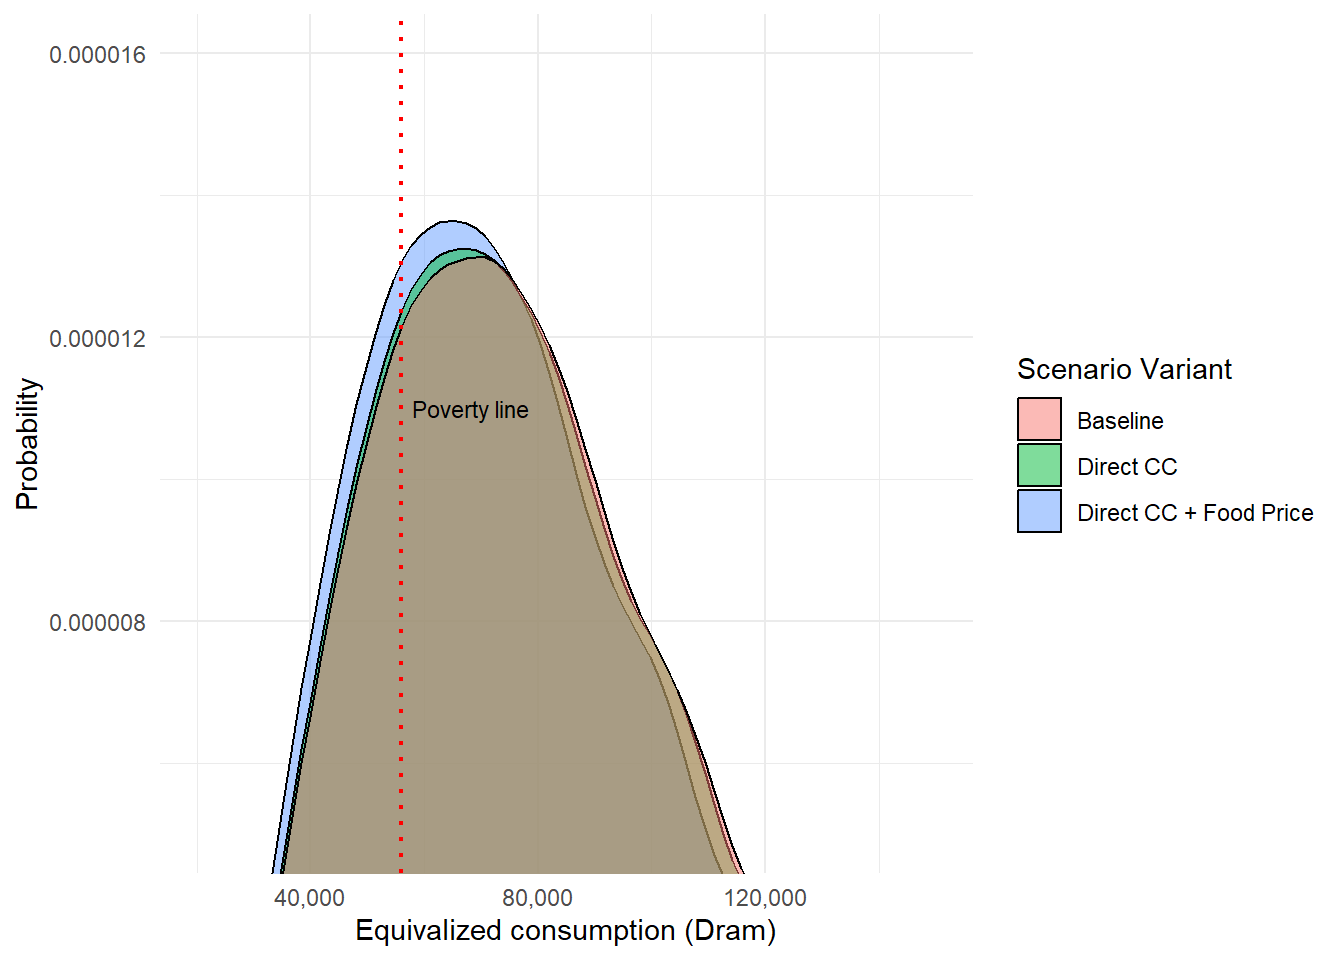 0.000016
0.000012
0.000008
Probability
Poverty line
40,000
80,000
120,000
Equivalized consumption (Dram)
Scenario Variant
Baseline
Direct CC
Direct CC + Food Price